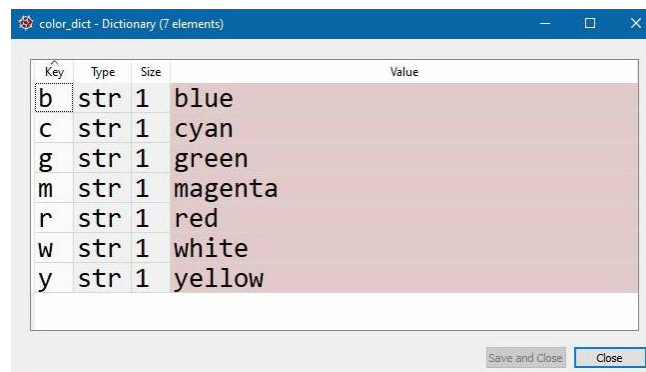 color_dict - Dictionary (7 elements)
Key Type Size Value
b str 1 blue
c str 1 cyan
g str 1 green
m str 1 magenta
r str 1 red
w str 1 white
y str 1 yellow
Save and Close Close